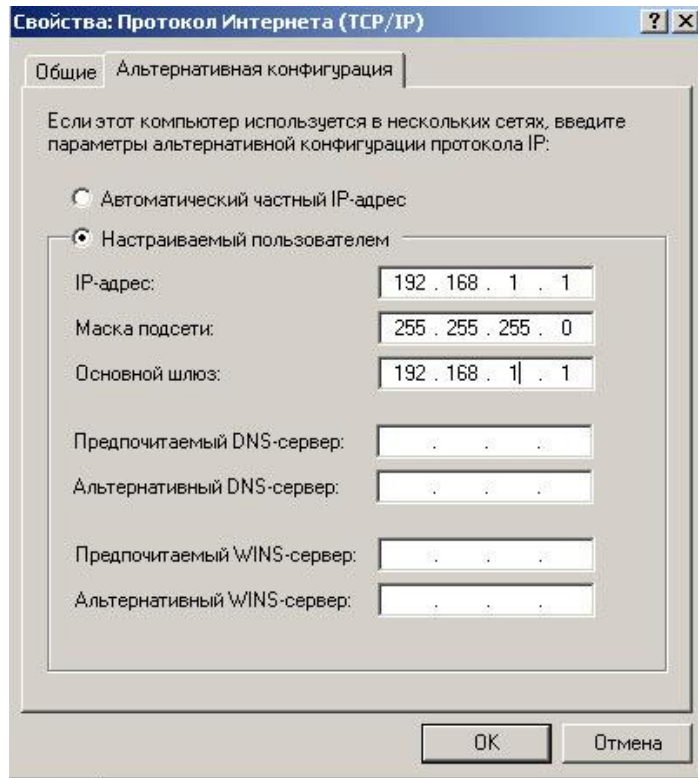 Свойства: Протокол Интернета (TCP/IP)
? X
Общие Альтернативная конфигурация
Если этот компьютер используется в нескольких сетях, введите
параметры альтернативной конфигурации протокола IP:
Автоматический частный IP-адрес
Настраиваемый пользователем
IP-адрес: 192 . 168 . 1 . 1
Маска подсети: 255 . 255 . 255 . 0
Основной шлюз: 192 . 168 . 1 . 1
Предпочитаемый DNS-сервер: . . .
Альтернативный DNS-сервер: . . .
Предпочитаемый WINS-сервер: . . .
Альтернативный WINS-сервер: . . .
OK Отмена